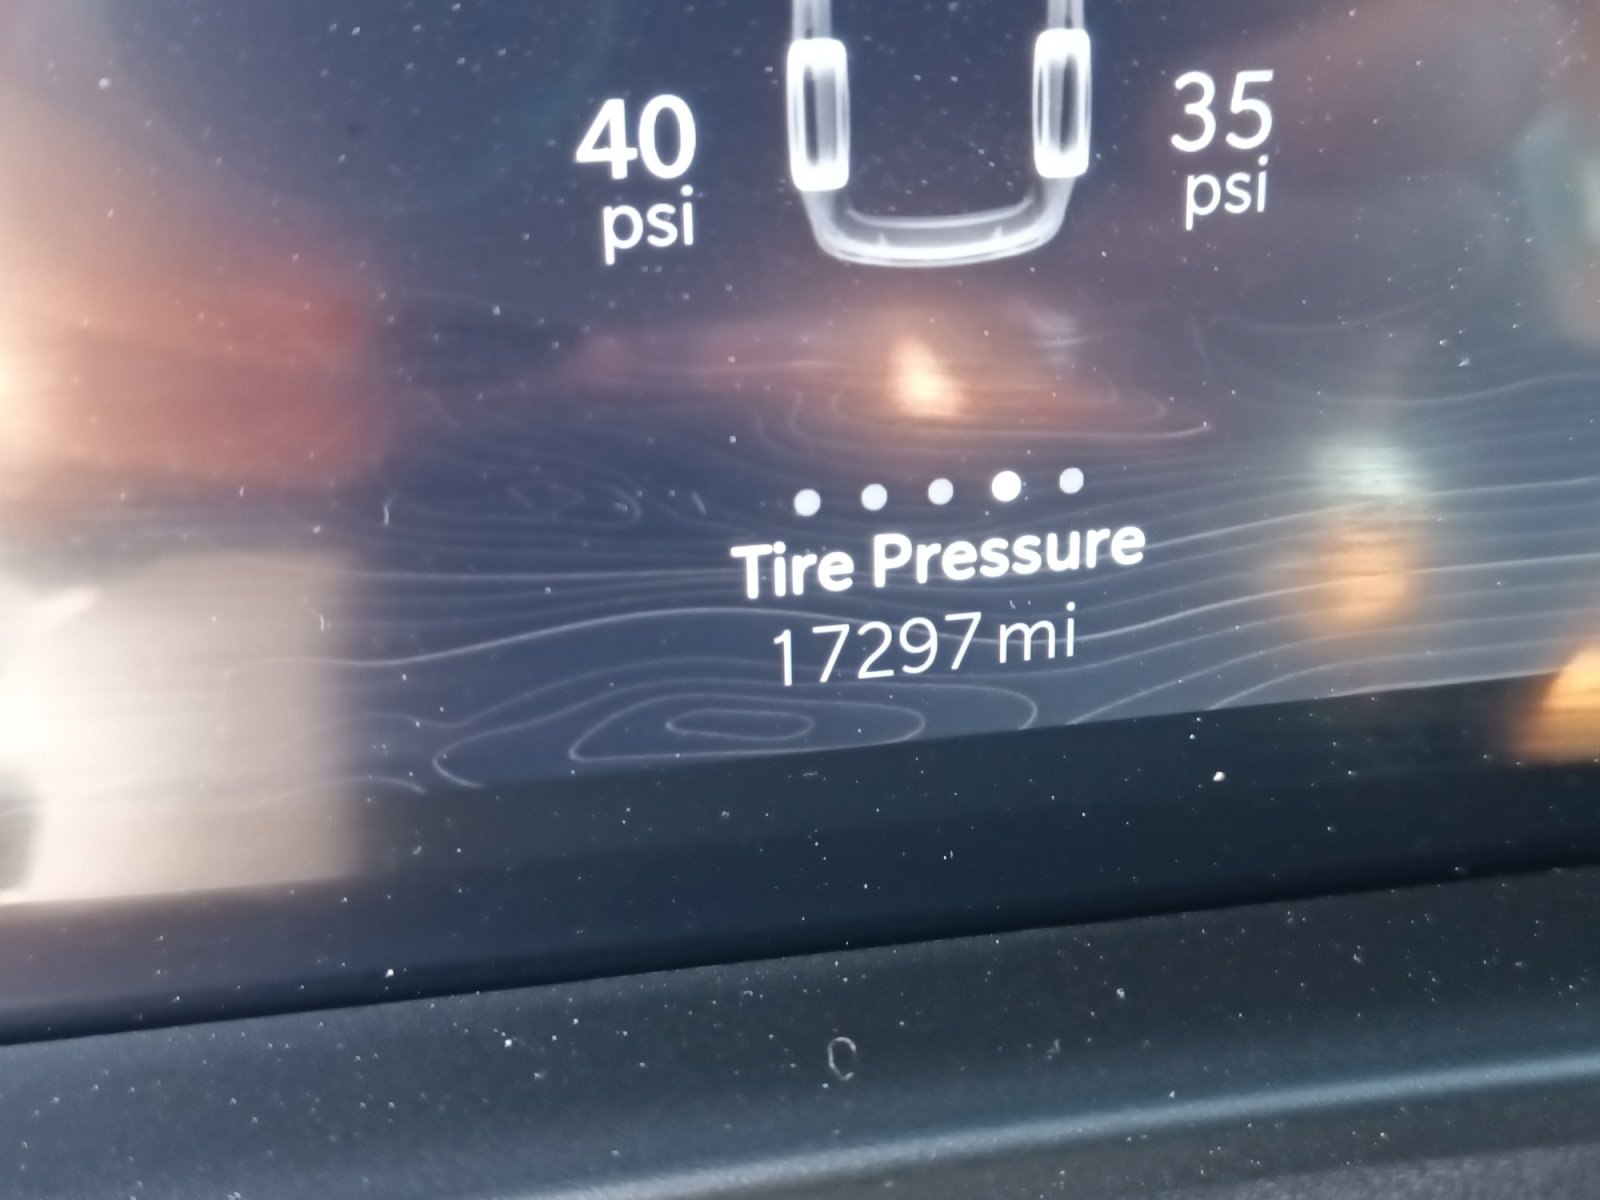 40 35
psi psi
Tire Pressure
17297 mi